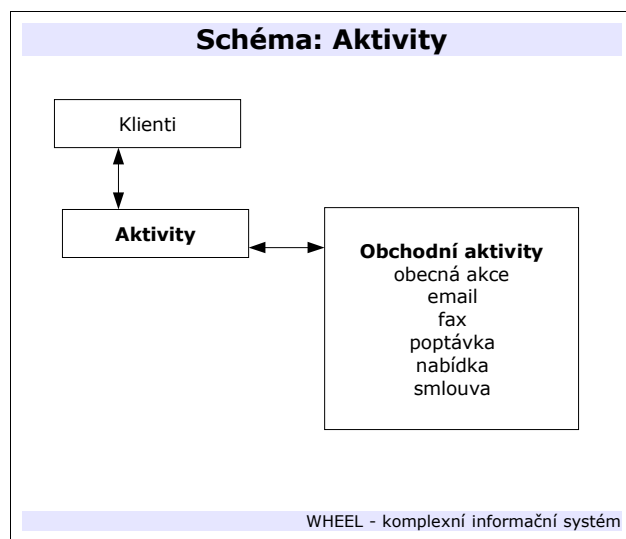 Schéma: Aktivity
Klienti
Aktivity
Obchodní aktivity
obecná akce
email
fax
poptávka
nabídka
smlouva
WHEEL - komplexní informační systém